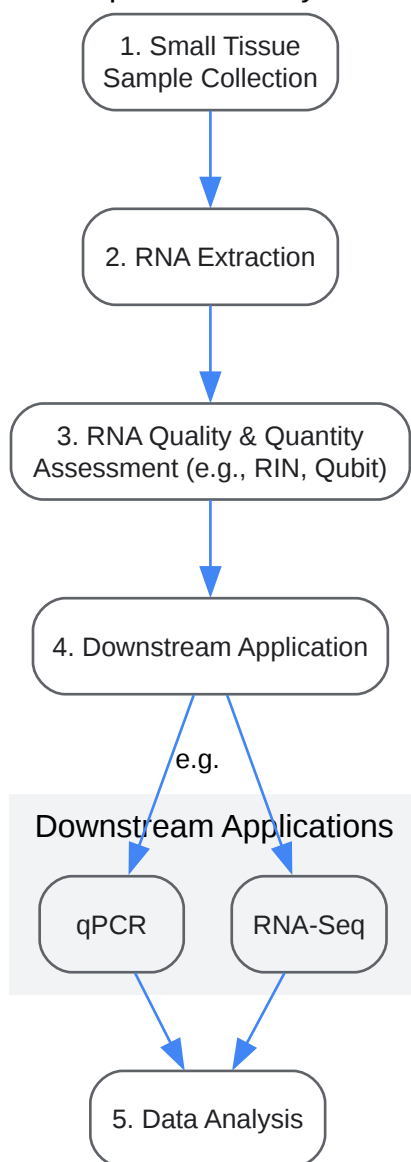 1. Small Tissue
Sample Collection
2. RNA Extraction
3. RNA Quality & Quantity
Assessment (e.g., RIN, Qubit)
4. Downstream Application
e.g.
Downstream Applications
qPCR
RNA-Seq
5. Data Analysis